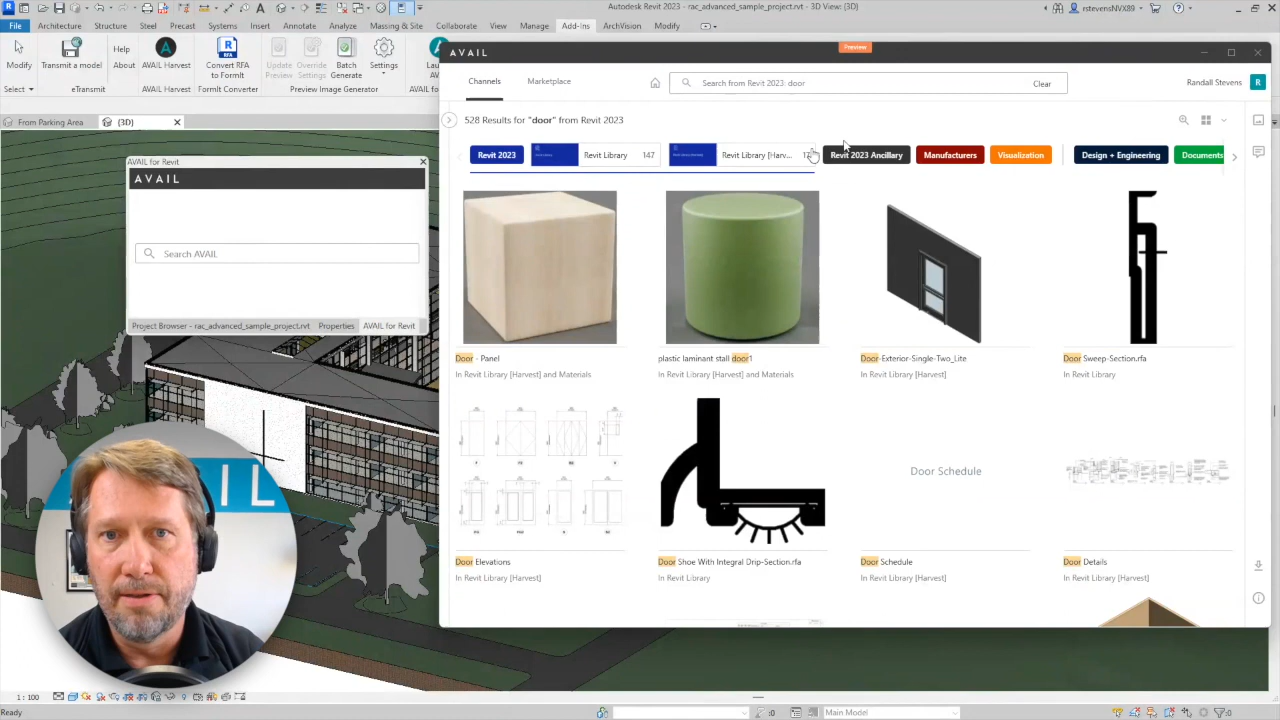 Autodesk Revit 2023 - rac_advanced_sample_project.rvt - 3D View: {3D}
rstevensNVX89
File
Architecture
Structure
Steel
Precast
Systems
Insert
Annotate
Analyze
Massing & Site
Collaborate
View
Manage
Add-Ins
ArchVision
Modify
Modify
Transmit a model
Help
About
AVAIL Harvest
Convert RFA
to FormIt
Update
Preview
Override
Settings
Batch
Generate
Settings
Select
eTransmit
AVAIL Harvest
FormIt Converter
Preview Image Generator
From Parking Area
{3D}
AVAIL for Revit
AVAIL
Search AVAIL
Project Browser - rac_advanced_sample_project.rvt
Properties
AVAIL for Revit
AVAIL
Preview
Channels
Marketplace
Search from Revit 2023: door
Clear
Randall Stevens
R
528 Results for "door" from Revit 2023
Revit 2023
Revit Library
147
Revit Library [Harv...
Revit 2023 Ancillary
Manufacturers
Visualization
Design + Engineering
Documents
Door - Panel
In Revit Library [Harvest] and Materials
plastic laminant stall door1
In Revit Library [Harvest] and Materials
Door-Exterior-Single-Two_Lite
In Revit Library [Harvest]
Door Sweep-Section.rfa
In Revit Library
Door Elevations
In Revit Library [Harvest]
Door Shoe With Integral Drip-Section.rfa
In Revit Library
Door Schedule
Door Schedule
In Revit Library [Harvest]
Door Details
In Revit Library [Harvest]
1 : 100
Ready
:0
Main Model
:0